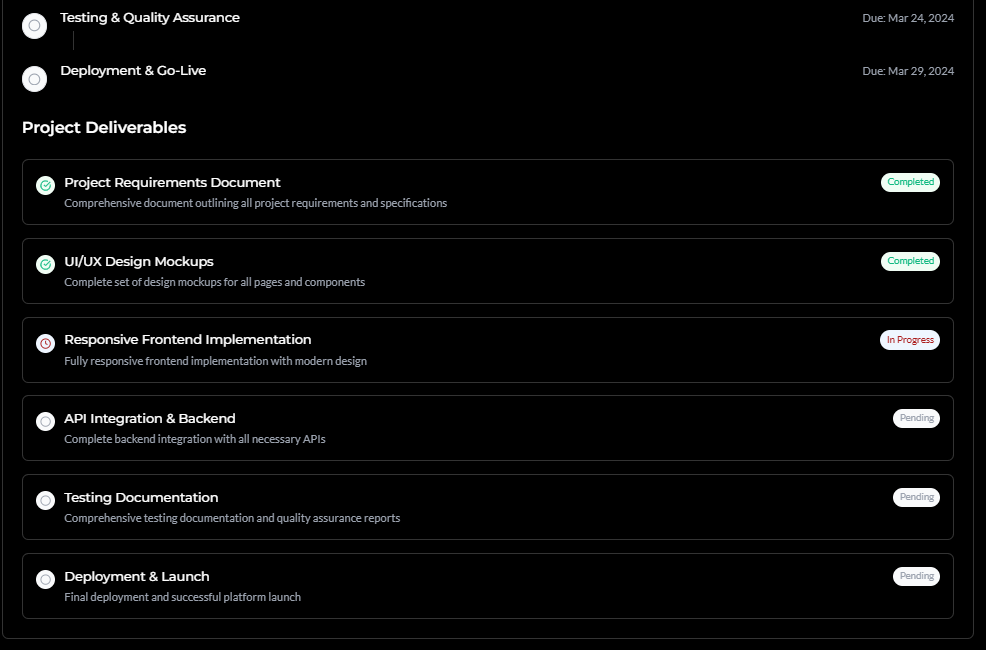 Testing & Quality Assurance
Due: Mar 24, 2024
Deployment & Go-Live
Due: Mar 29, 2024
Project Deliverables
Project Requirements Document
Completed
Comprehensive document outlining all project requirements and specifications
UI/UX Design Mockups
Completed
Complete set of design mockups for all pages and components
Responsive Frontend Implementation
In Progress
Fully responsive frontend implementation with modern design
API Integration & Backend
Pending
Complete backend integration with all necessary APIs
Testing Documentation
Pending
Comprehensive testing documentation and quality assurance reports
Deployment & Launch
Pending
Final deployment and successful platform launch